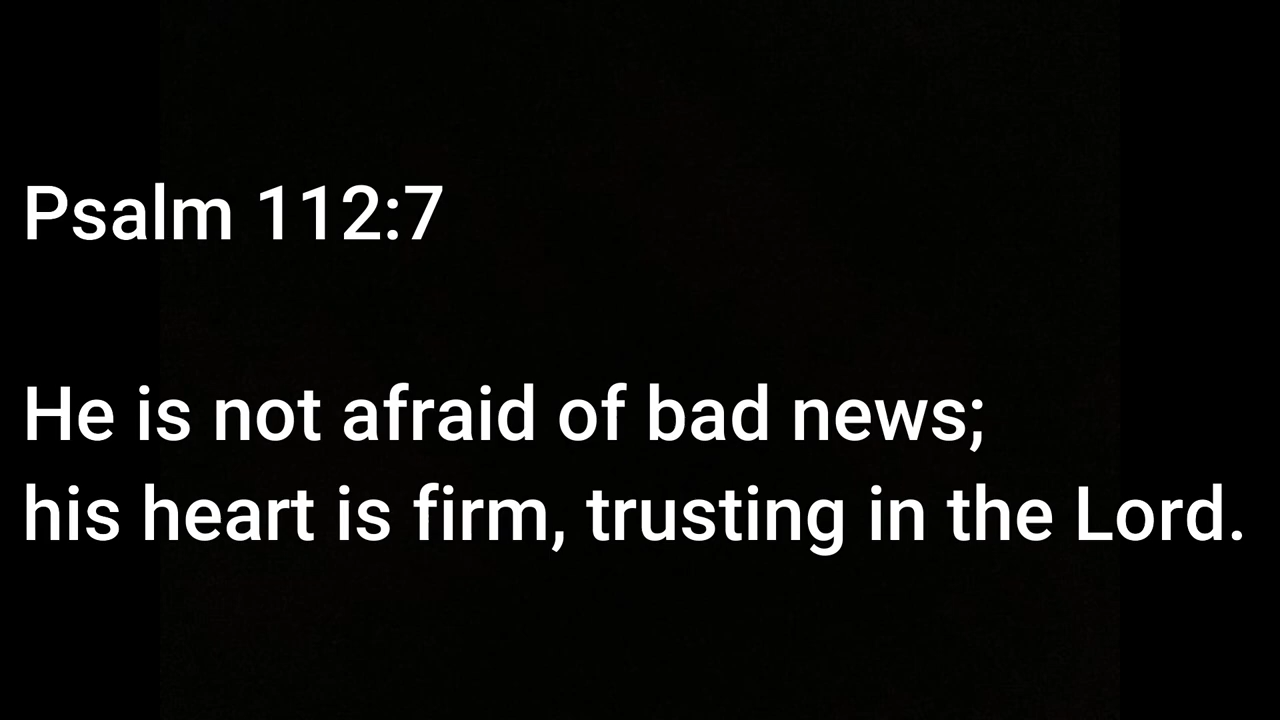 Psalm 112:7
He is not afraid of bad news;
his heart is firm, trusting in the Lord.